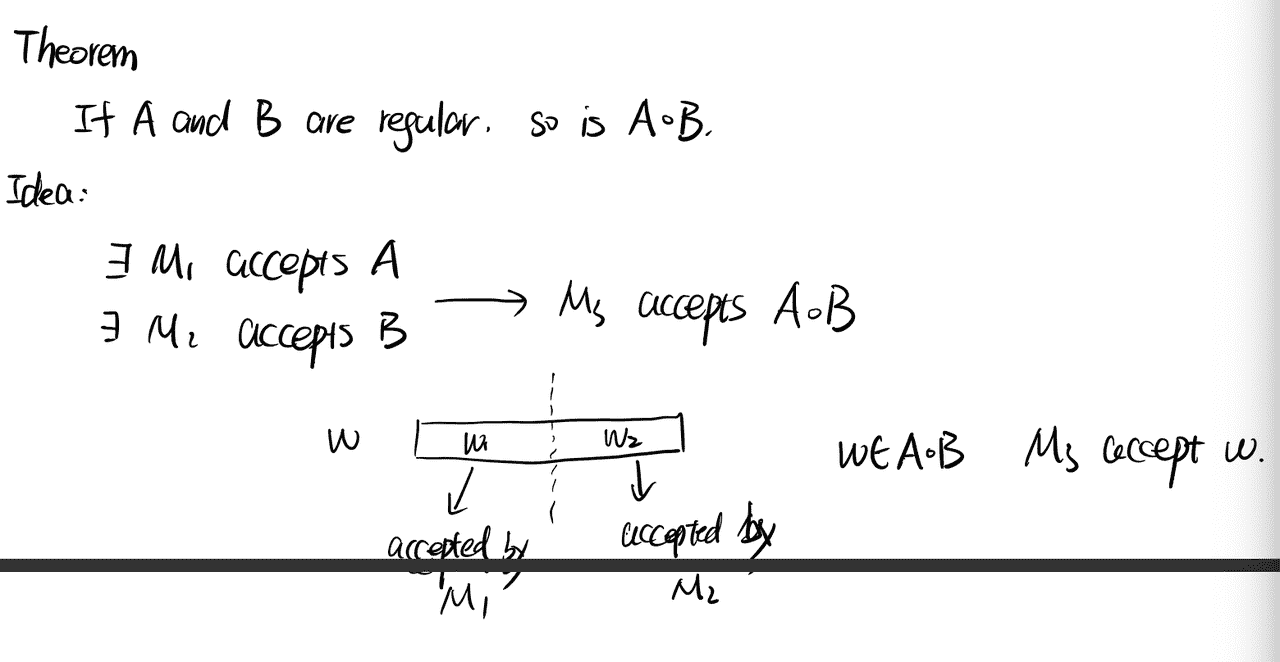 Theorem
If A and B are regular. so is A∘B.
Idea:
∃ M₁ accepts A
∃ M₂ accepts B
⟶ M₃ accepts A∘B
w
w₁
w₂
w∈A∘B M₃ accept w.
accepted by
M₁
accepted by
M₂